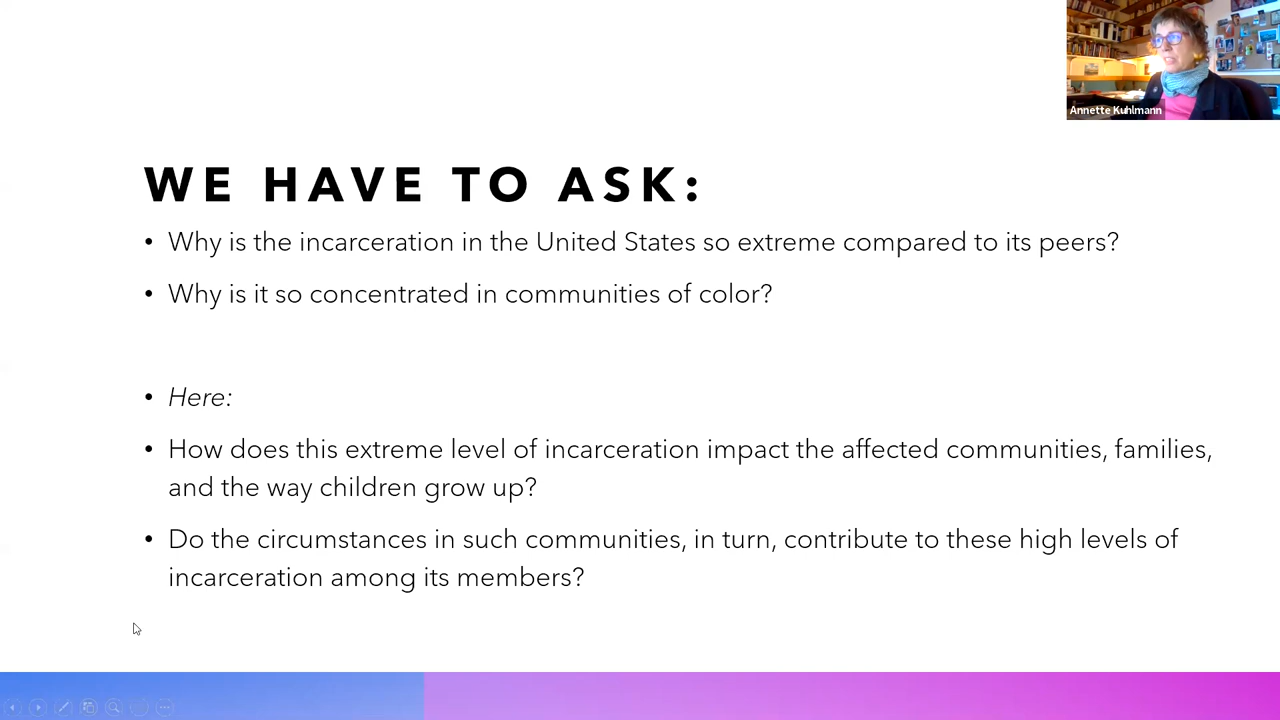 Annette Kuhlmann
WE HAVE TO ASK:
• Why is the incarceration in the United States so extreme compared to its peers?
• Why is it so concentrated in communities of color?
• Here:
• How does this extreme level of incarceration impact the affected communities, families,
and the way children grow up?
• Do the circumstances in such communities, in turn, contribute to these high levels of
incarceration among its members?